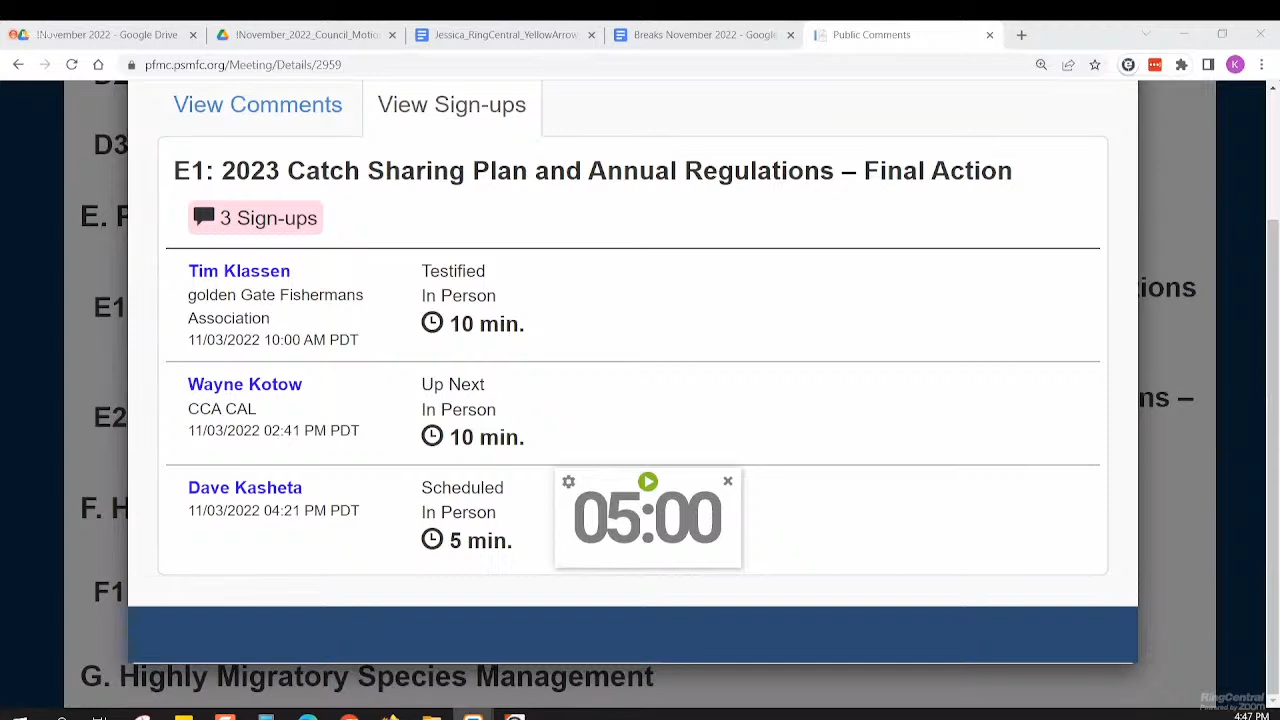 !November 2022 - Google Drive
!November_2022_Council_Motio
Jessica_RingCentral_YellowArrow
Breaks November 2022 - Google
Public Comments
pfmc.psmfc.org/Meeting/Details/2959
K
View Comments
View Sign-ups
D3
E1: 2023 Catch Sharing Plan and Annual Regulations – Final Action
E. P
3 Sign-ups
Tim Klassen
Testified
golden Gate Fishermans
Association
In Person
11/03/2022 10:00 AM PDT
10 min.
E1
tions
Wayne Kotow
Up Next
CCA CAL
In Person
11/03/2022 02:41 PM PDT
10 min.
E2
ns –
Dave Kasheta
Scheduled
11/03/2022 04:21 PM PDT
In Person
5 min.
05:00
F. H
F1
G. Highly Migratory Species Management
RingCentral
Powered by zoom
4:47 PM